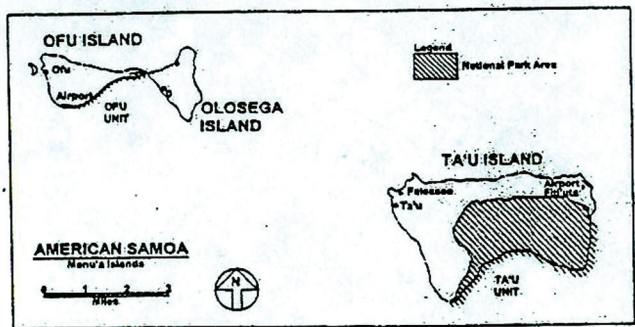 OFU ISLAND
Ofu
Airport
OFU
UNIT
OLOSEGA
ISLAND
Legend
National Park Area
TA'U ISLAND
Faleasao
Ta'u
Airport
Fiti'uta
TA'U
UNIT
AMERICAN SAMOA
Manu'a Islands
0 1 2 3
Miles
N